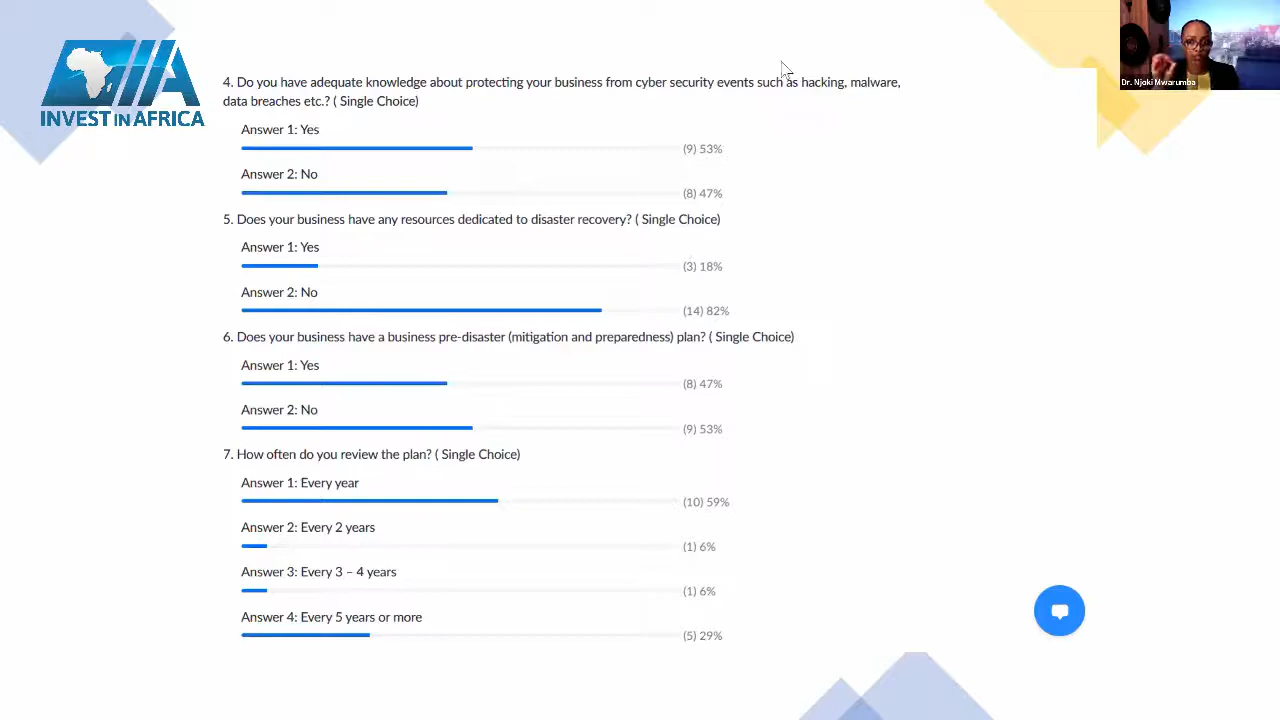 INVEST IN AFRICA
Dr. Njoki Mwarumba
4. Do you have adequate knowledge about protecting your business from cyber security events such as hacking, malware,
data breaches etc.? ( Single Choice)
Answer 1: Yes
(9) 53%
Answer 2: No
(8) 47%
5. Does your business have any resources dedicated to disaster recovery? ( Single Choice)
Answer 1: Yes
(3) 18%
Answer 2: No
(14) 82%
6. Does your business have a business pre-disaster (mitigation and preparedness) plan? ( Single Choice)
Answer 1: Yes
(8) 47%
Answer 2: No
(9) 53%
7. How often do you review the plan? ( Single Choice)
Answer 1: Every year
(10) 59%
Answer 2: Every 2 years
(1) 6%
Answer 3: Every 3 – 4 years
(1) 6%
Answer 4: Every 5 years or more
(5) 29%